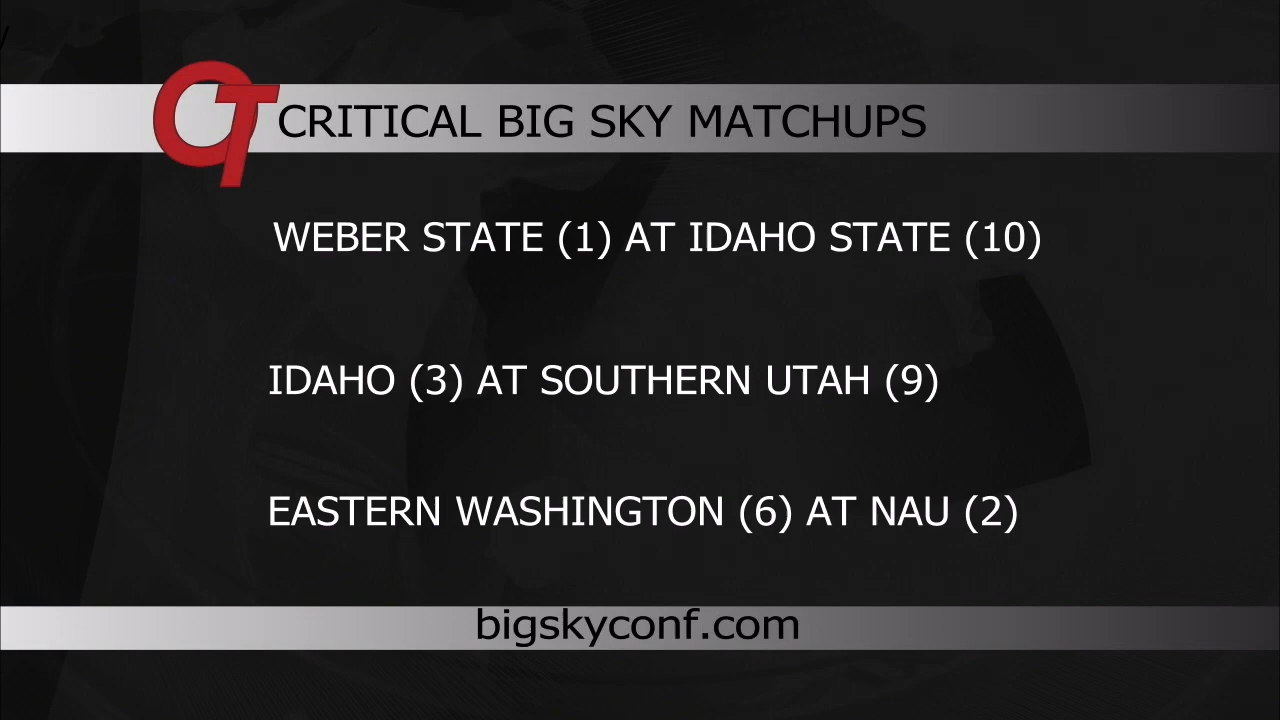 CT CRITICAL BIG SKY MATCHUPS
WEBER STATE (1) AT IDAHO STATE (10)
IDAHO (3) AT SOUTHERN UTAH (9)
EASTERN WASHINGTON (6) AT NAU (2)
bigskyconf.com